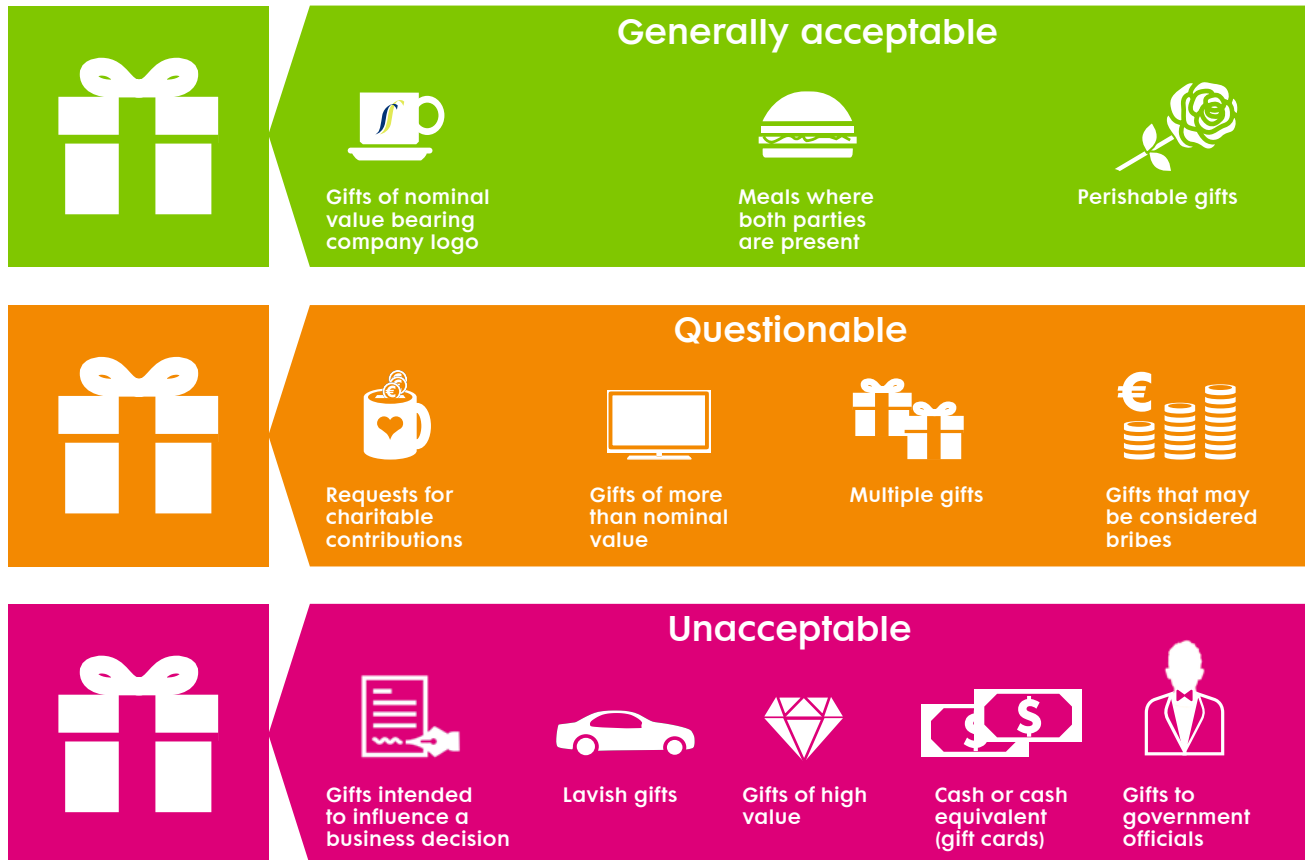 Generally acceptable
Gifts of nominal
value bearing
company logo
Meals where
both parties
are present
Perishable gifts
Questionable
€
€
Requests for
charitable
contributions
Gifts of more
than nominal
value
Multiple gifts
Gifts that may
be considered
bribes
Unacceptable
$
$
Gifts intended
to influence a
business decision
Lavish gifts
Gifts of high
value
Cash or cash
equivalent
(gift cards)
Gifts to
government
officials